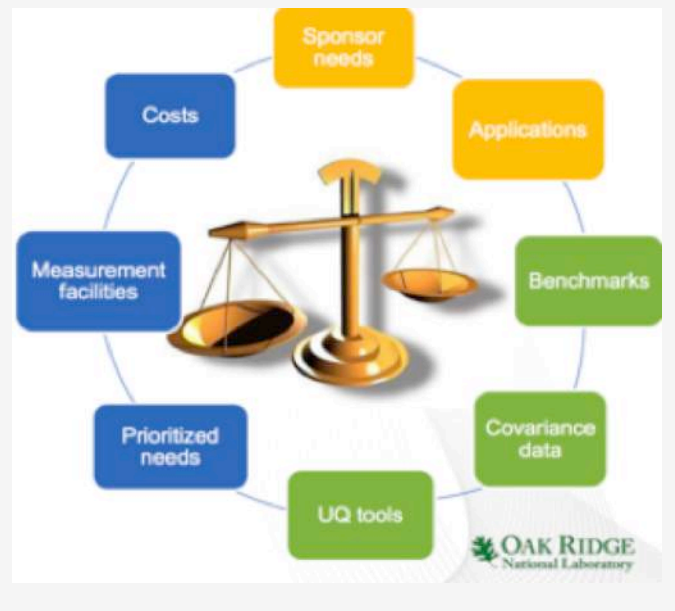 Sponsor
needs
Applications
Benchmarks
Covariance
data
UQ tools
Prioritized
needs
Measurement
facilities
Costs
OAK RIDGE
National Laboratory